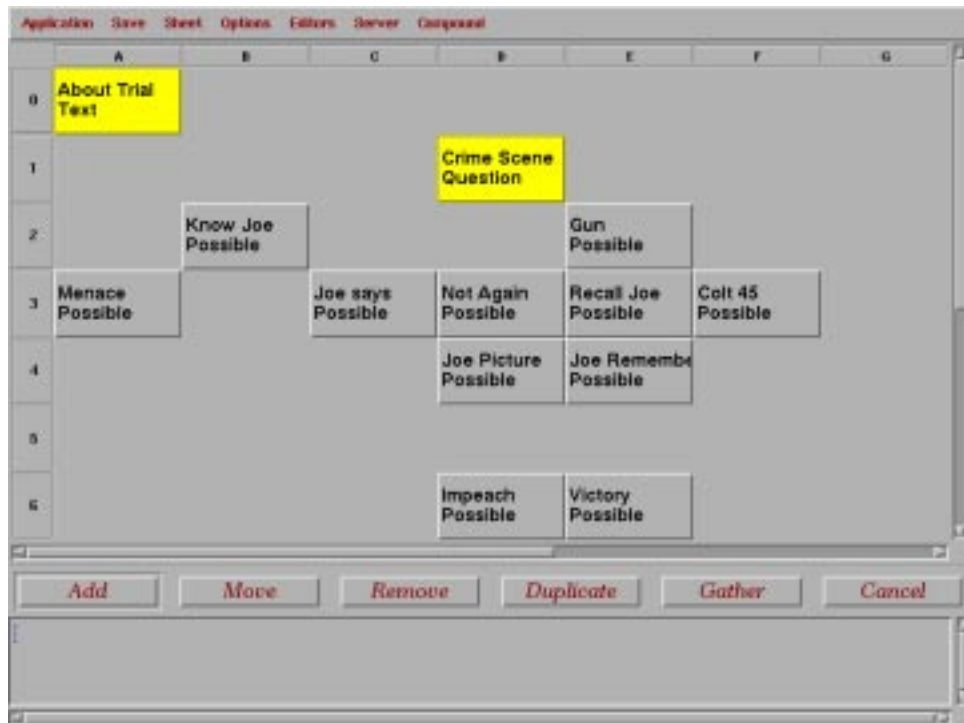 Application Save Sheet Options Editors Server Compound
A B C D E F G
0 About Trial
Text
1 Crime Scene
Question
2 Know Joe Gun
Possible Possible
3 Menace Joe says Not Again Recall Joe Colt 45
Possible Possible Possible Possible Possible
4 Joe Picture Joe Remembe
Possible Possible
5
6 Impeach Victory
Possible Possible
Add Move Remove Duplicate Gather Cancel